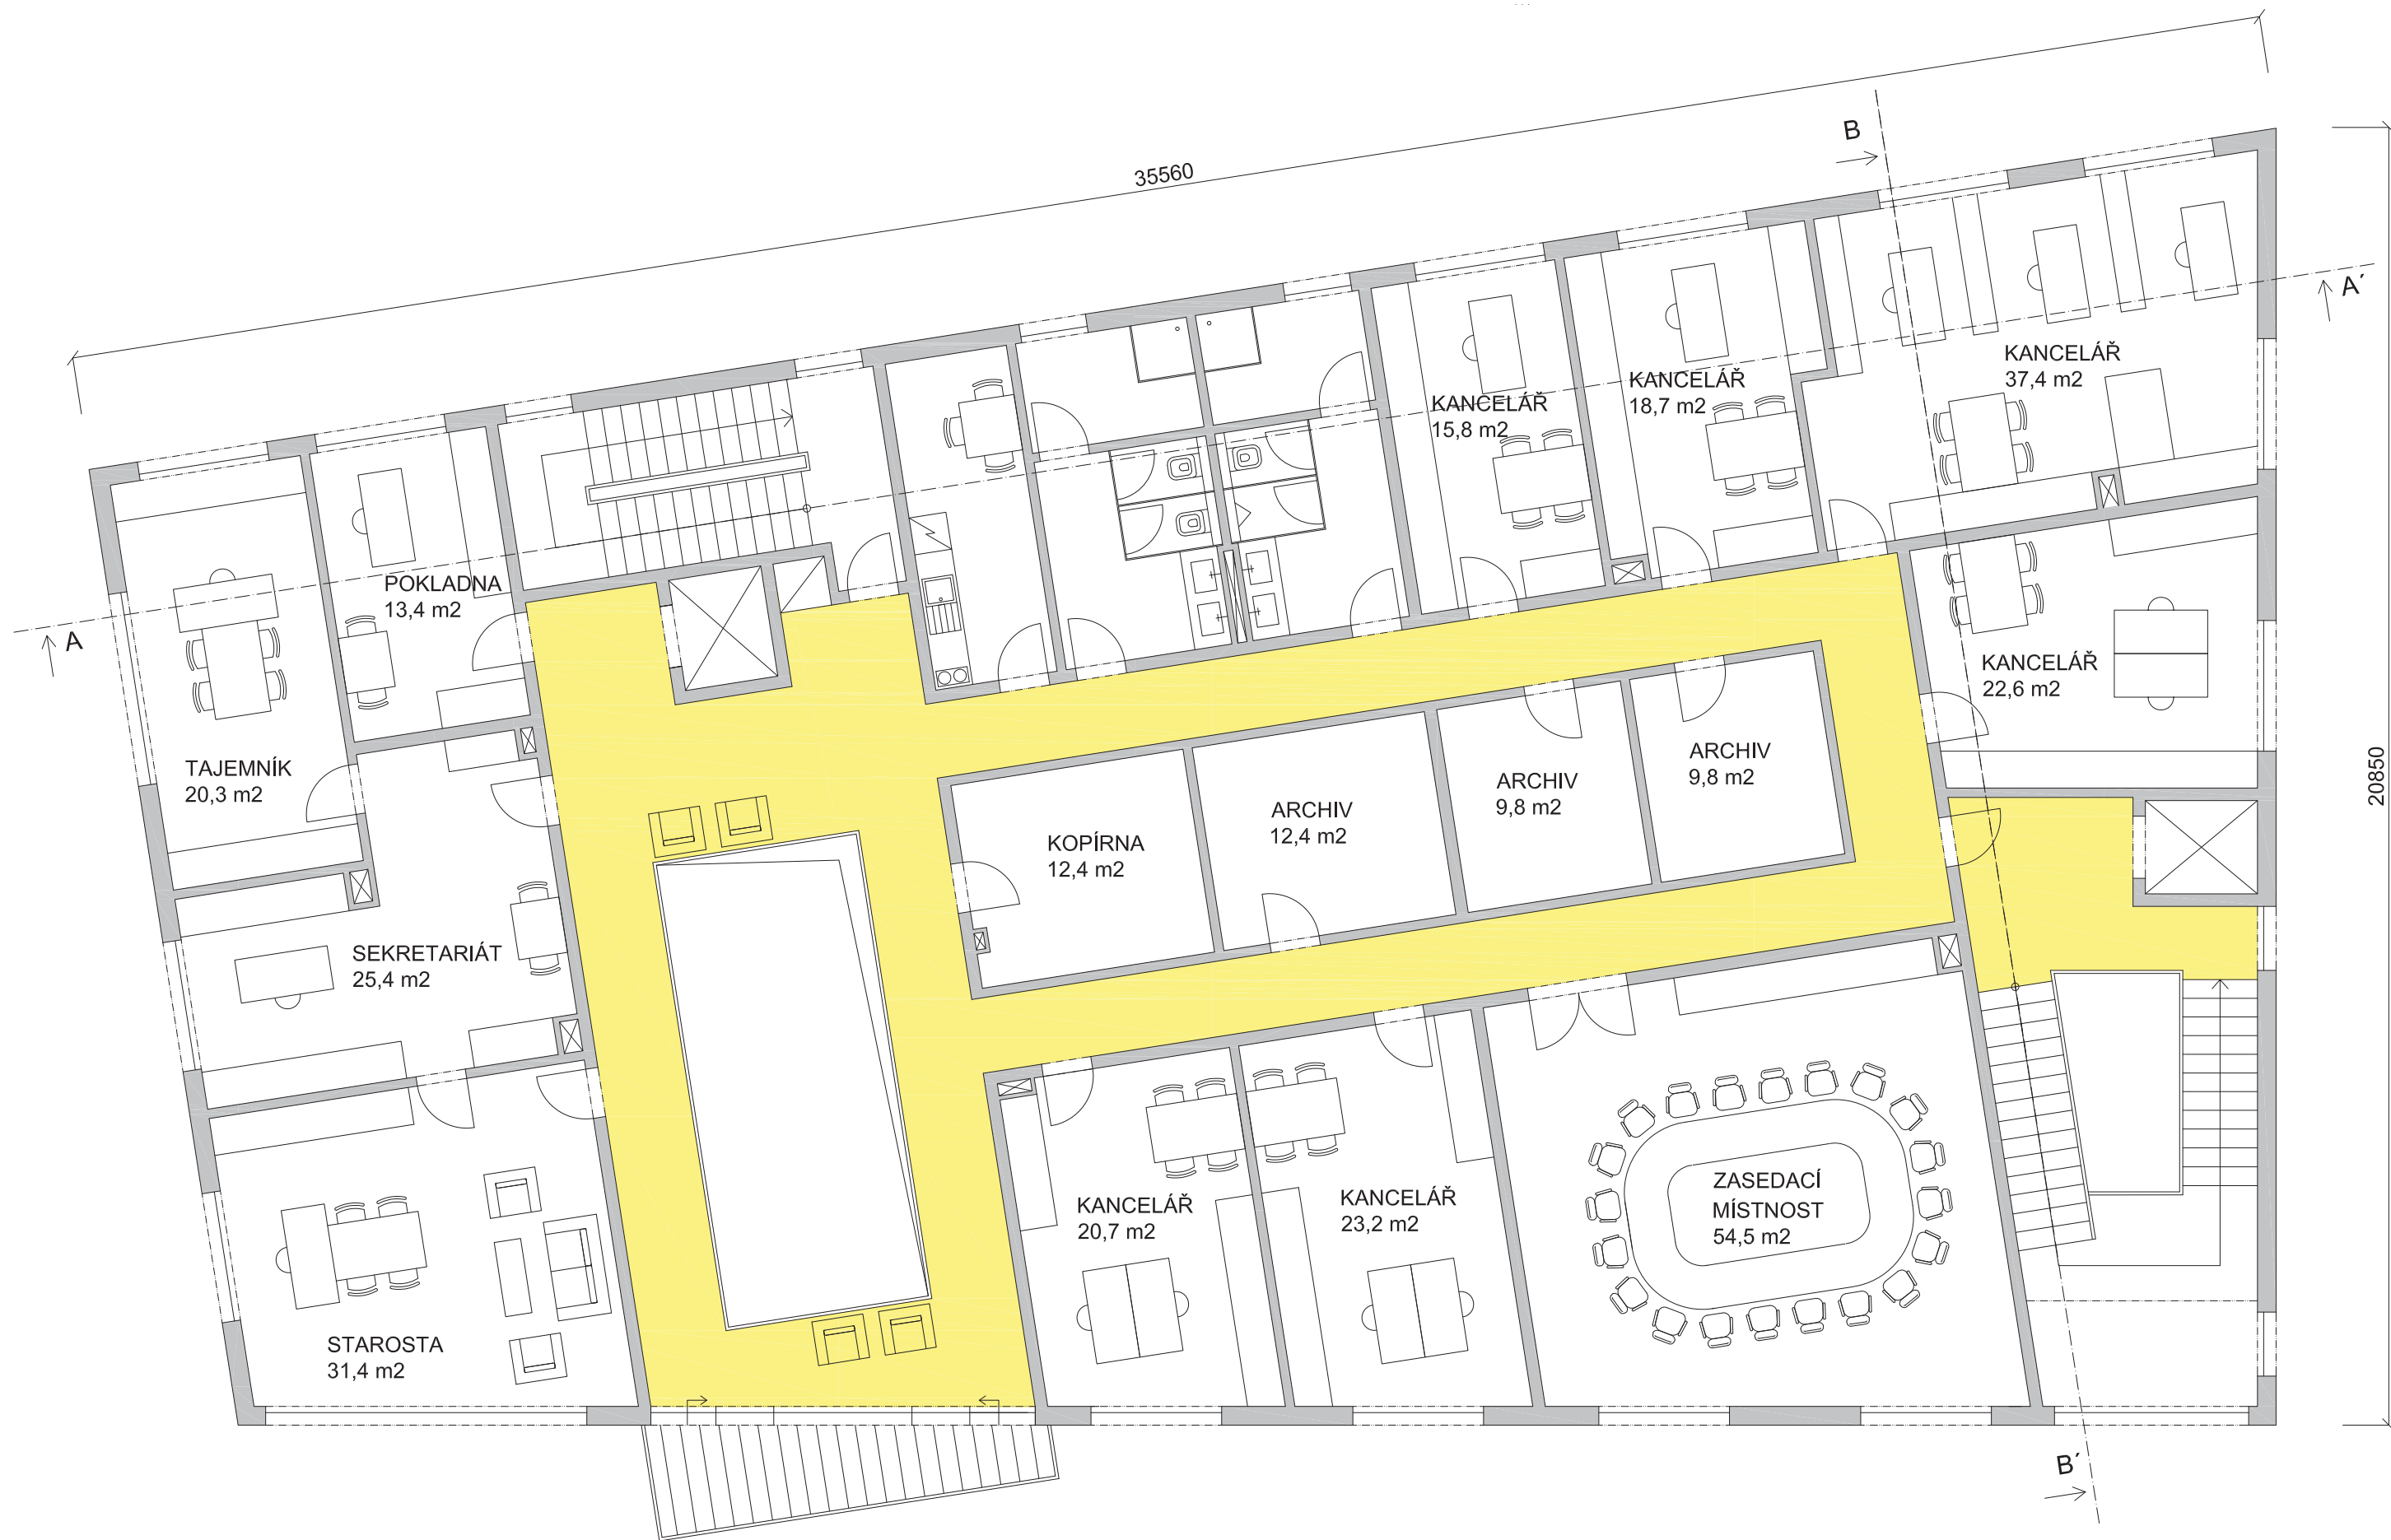 35560
B
A´
KANCELÁŘ
37,4 m2
KANCELÁŘ
18,7 m2
KANCELÁŘ
15,8 m2
POKLADNA
13,4 m2
A
KANCELÁŘ
22,6 m2
TAJEMNÍK
20,3 m2
ARCHIV
9,8 m2
ARCHIV
9,8 m2
ARCHIV
12,4 m2
KOPÍRNA
12,4 m2
20850
SEKRETARIÁT
25,4 m2
ZASEDACÍ
MÍSTNOST
54,5 m2
KANCELÁŘ
23,2 m2
KANCELÁŘ
20,7 m2
STAROSTA
31,4 m2
B´